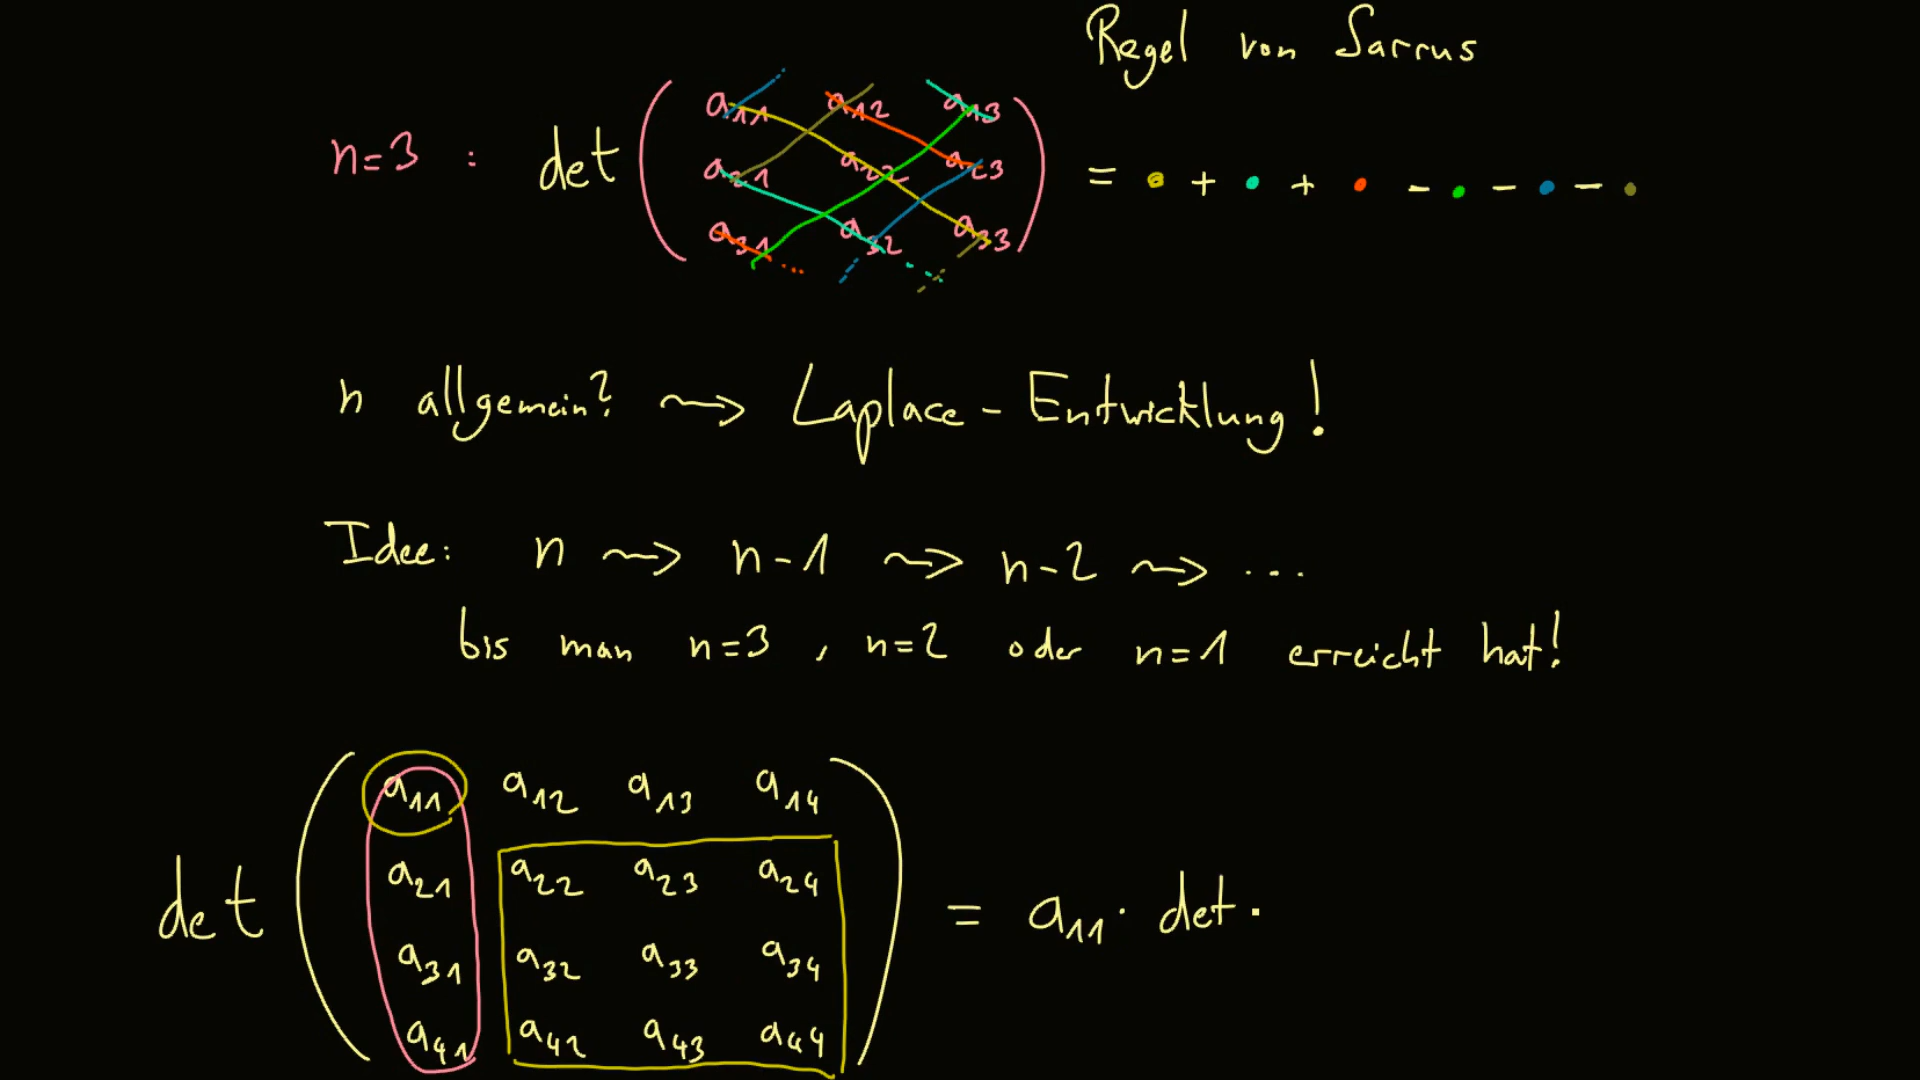 Regel von Sarrus
n=3 : det ( a11 a12 a13 = • + • + • - • - • - •
a21 a22 a23
a31 a32 a33 )
n allgemein? ⇝ Laplace-Entwicklung!
Idee: n ⇝ n-1 ⇝ n-2 ⇝ ...
bis man n=3, n=2 oder n=1 erreicht hat!
det ( a11 a12 a13 a14
a21 a22 a23 a24
a31 a32 a33 a34
a41 a42 a43 a44 ) = a11 · det ·